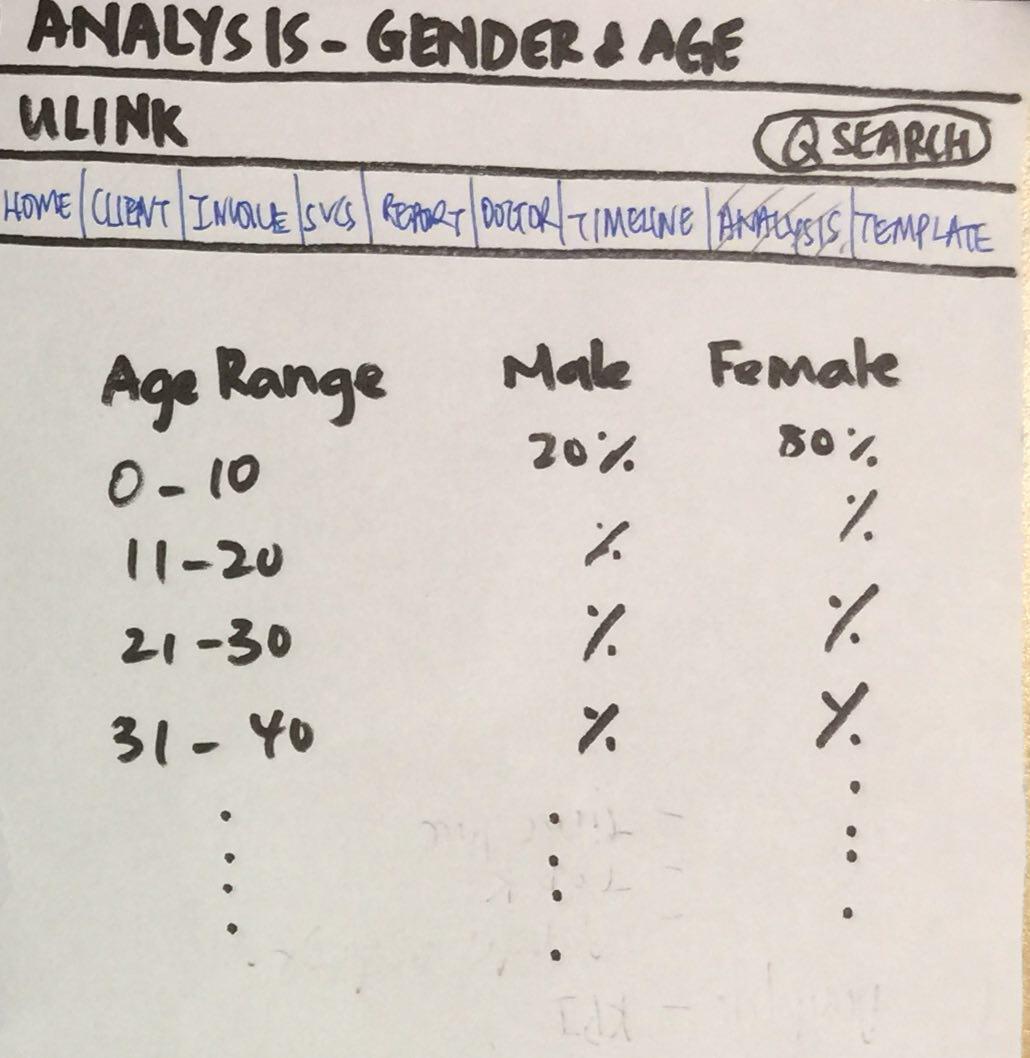 ANALYSIS - GENDER & AGE
ULINK SEARCH
HOME CLIENT INVOICE SVCS REPORT DOCTOR TIMELINE ANALYSIS TEMPLATE
Age Range Male Female
0 - 10 20% 80%
11 - 20 % %
21 - 30 % %
31 - 40 % %